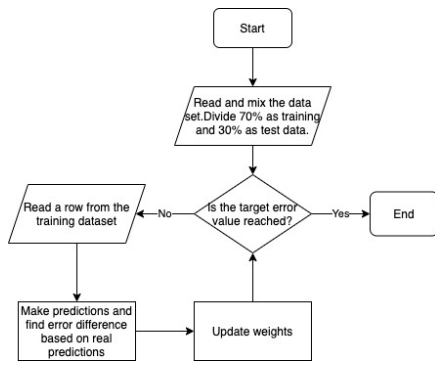 Start
Read and mix the data
set.Divide 70% as training
and 30% as test data.
Is the target error
value reached?
No
Yes
End
Read a row from the
training dataset
Make predictions and
find error difference
based on real
predictions
Update weights